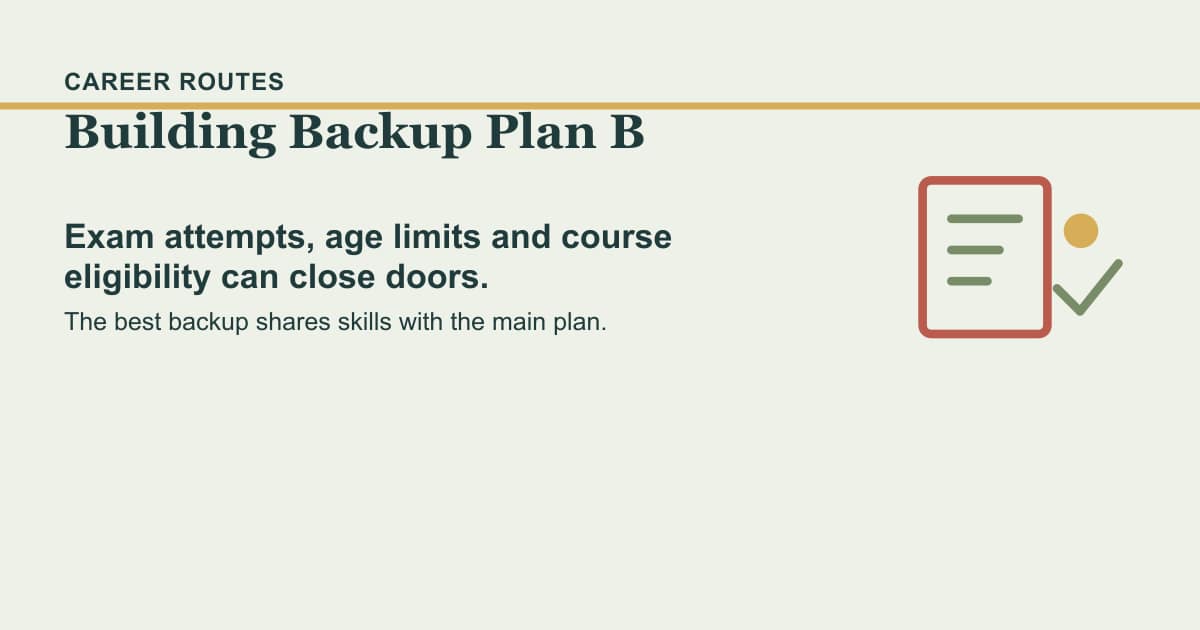 CAREER ROUTES
Building Backup Plan B
Exam attempts, age limits and course
eligibility can close doors.
The best backup shares skills with the main plan.